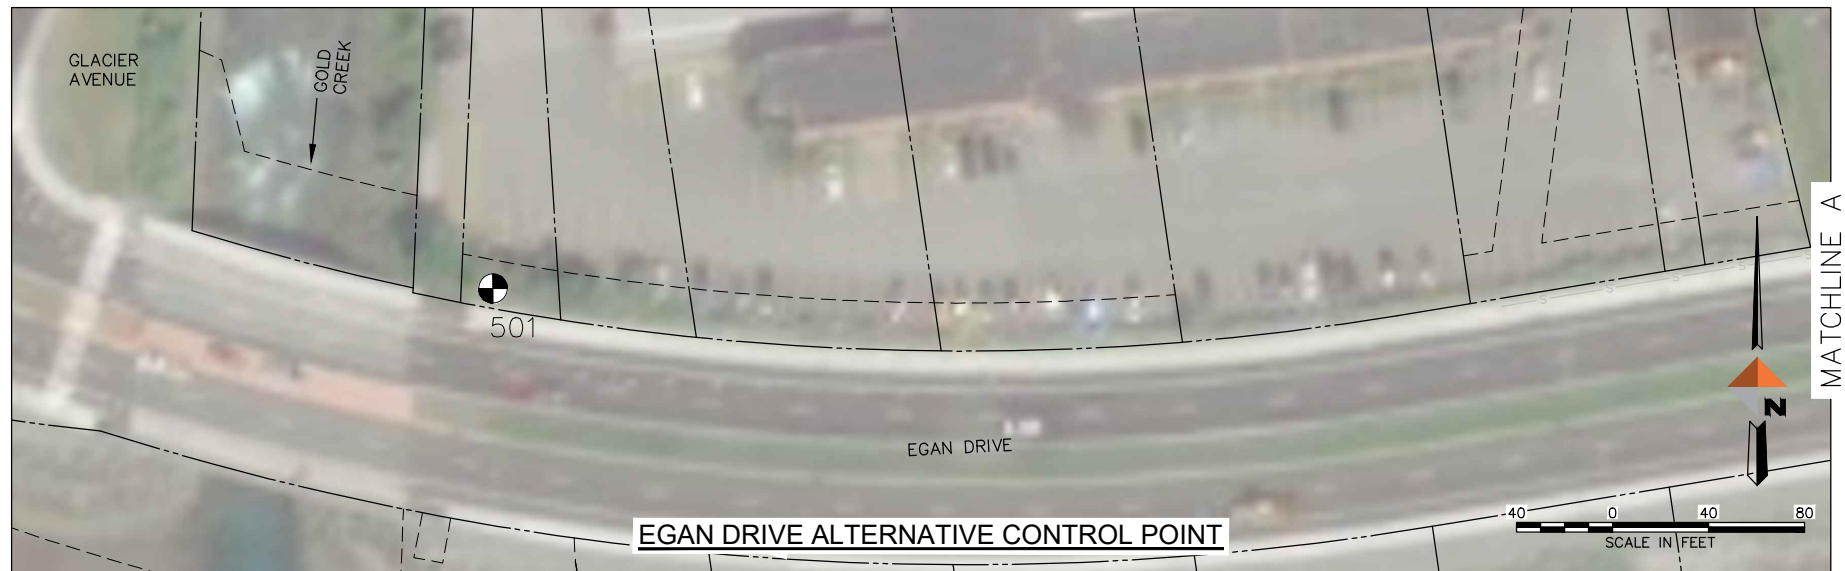 GLACIER
AVENUE
GOLD
CREEK
501
EGAN DRIVE
EGAN DRIVE ALTERNATIVE CONTROL POINT
MATCHLINE A
N
40 0 40 80
SCALE IN FEET
S S S S S